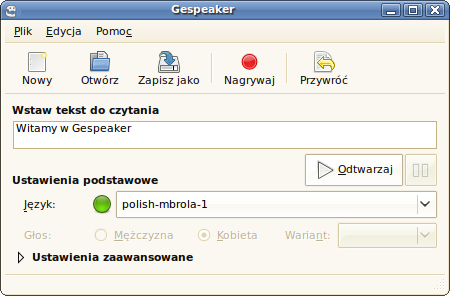 Gespeaker
Plik Edycja Pomoc
Nowy Otwórz Zapisz jako Nagrywaj Przywróć
Wstaw tekst do czytania
Witamy w Gespeaker
Odtwarzaj
Ustawienia podstawowe
Język: polish-mbrola-1
Głos: Mężczyzna Kobieta Wariant:
Ustawienia zaawansowane